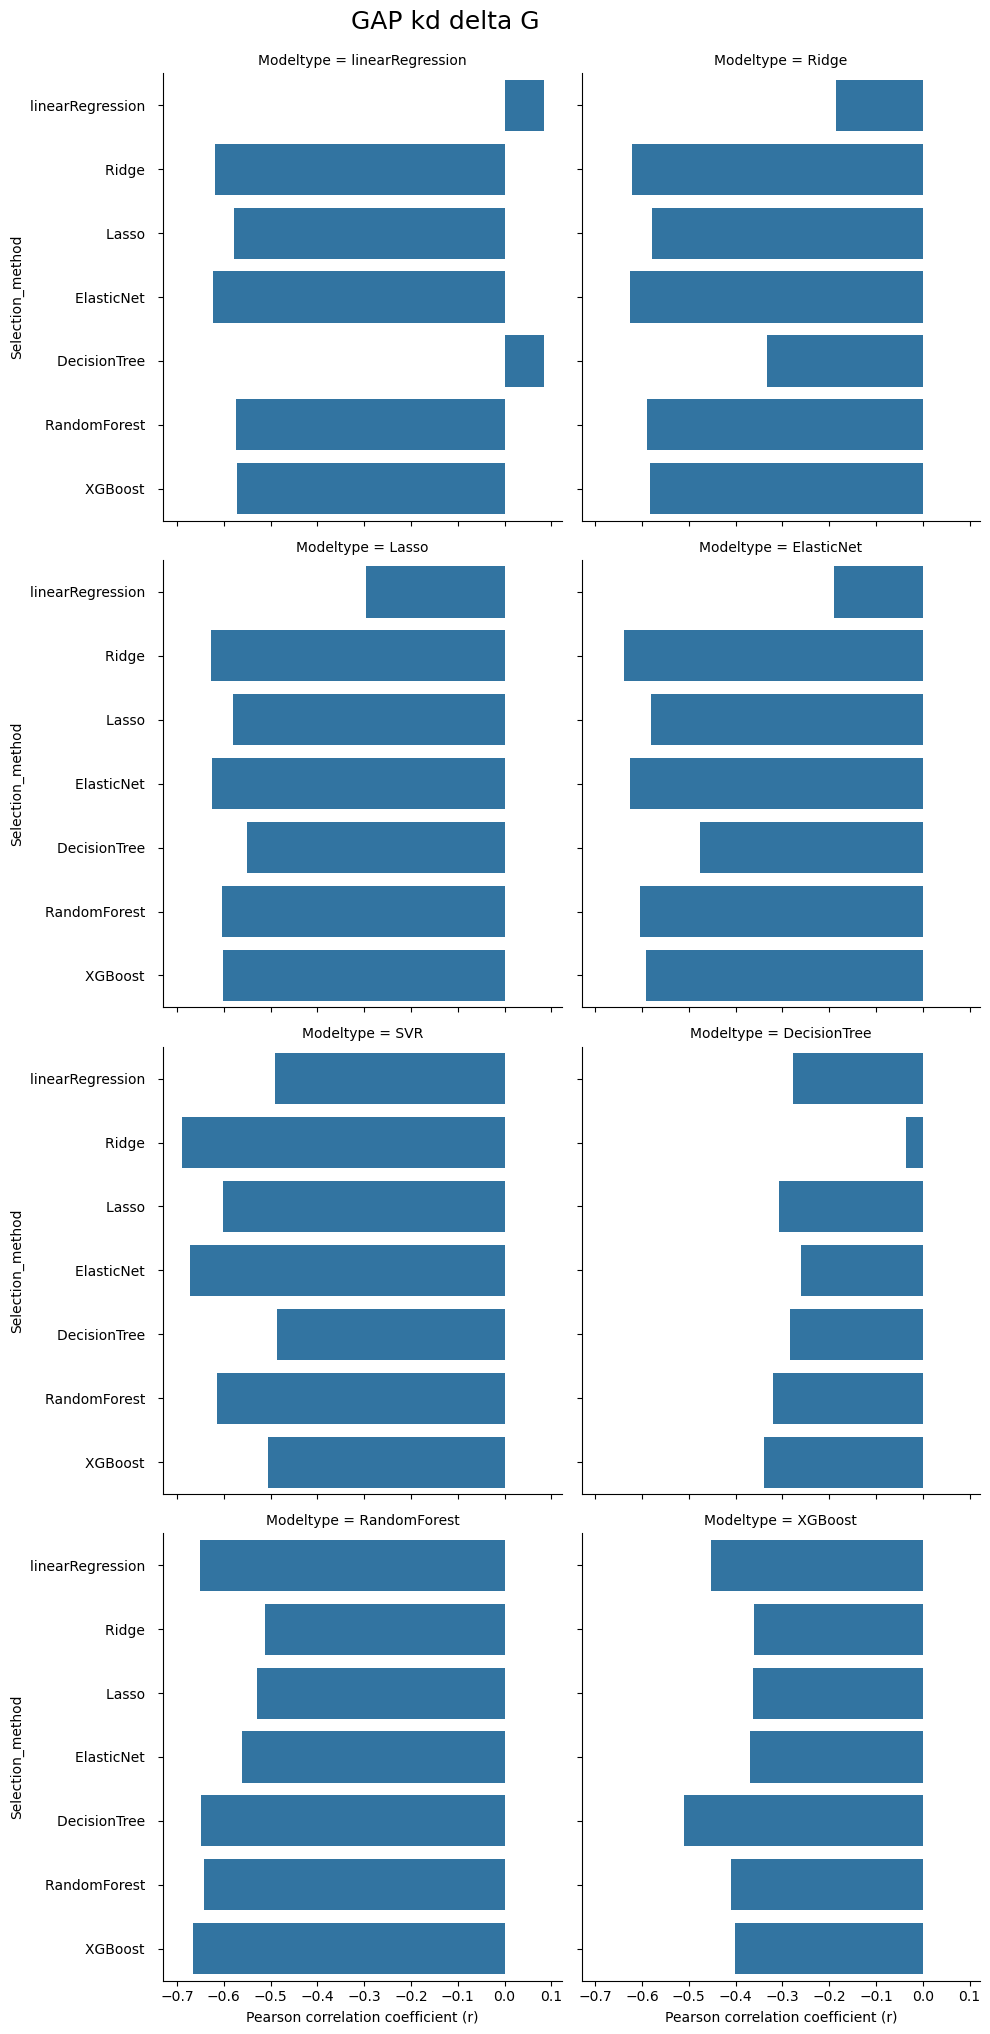 GAP kd delta G
Modeltype = linearRegression
Modeltype = Ridge
Selection_method
linearRegression
Ridge
Lasso
ElasticNet
DecisionTree
RandomForest
XGBoost
Modeltype = Lasso
Modeltype = ElasticNet
Selection_method
linearRegression
Ridge
Lasso
ElasticNet
DecisionTree
RandomForest
XGBoost
Modeltype = SVR
Modeltype = DecisionTree
Selection_method
linearRegression
Ridge
Lasso
ElasticNet
DecisionTree
RandomForest
XGBoost
Modeltype = RandomForest
Modeltype = XGBoost
Selection_method
linearRegression
Ridge
Lasso
ElasticNet
DecisionTree
RandomForest
XGBoost
−0.7 −0.6 −0.5 −0.4 −0.3 −0.2 −0.1 0.0 0.1
−0.7 −0.6 −0.5 −0.4 −0.3 −0.2 −0.1 0.0 0.1
Pearson correlation coefficient (r)
Pearson correlation coefficient (r)